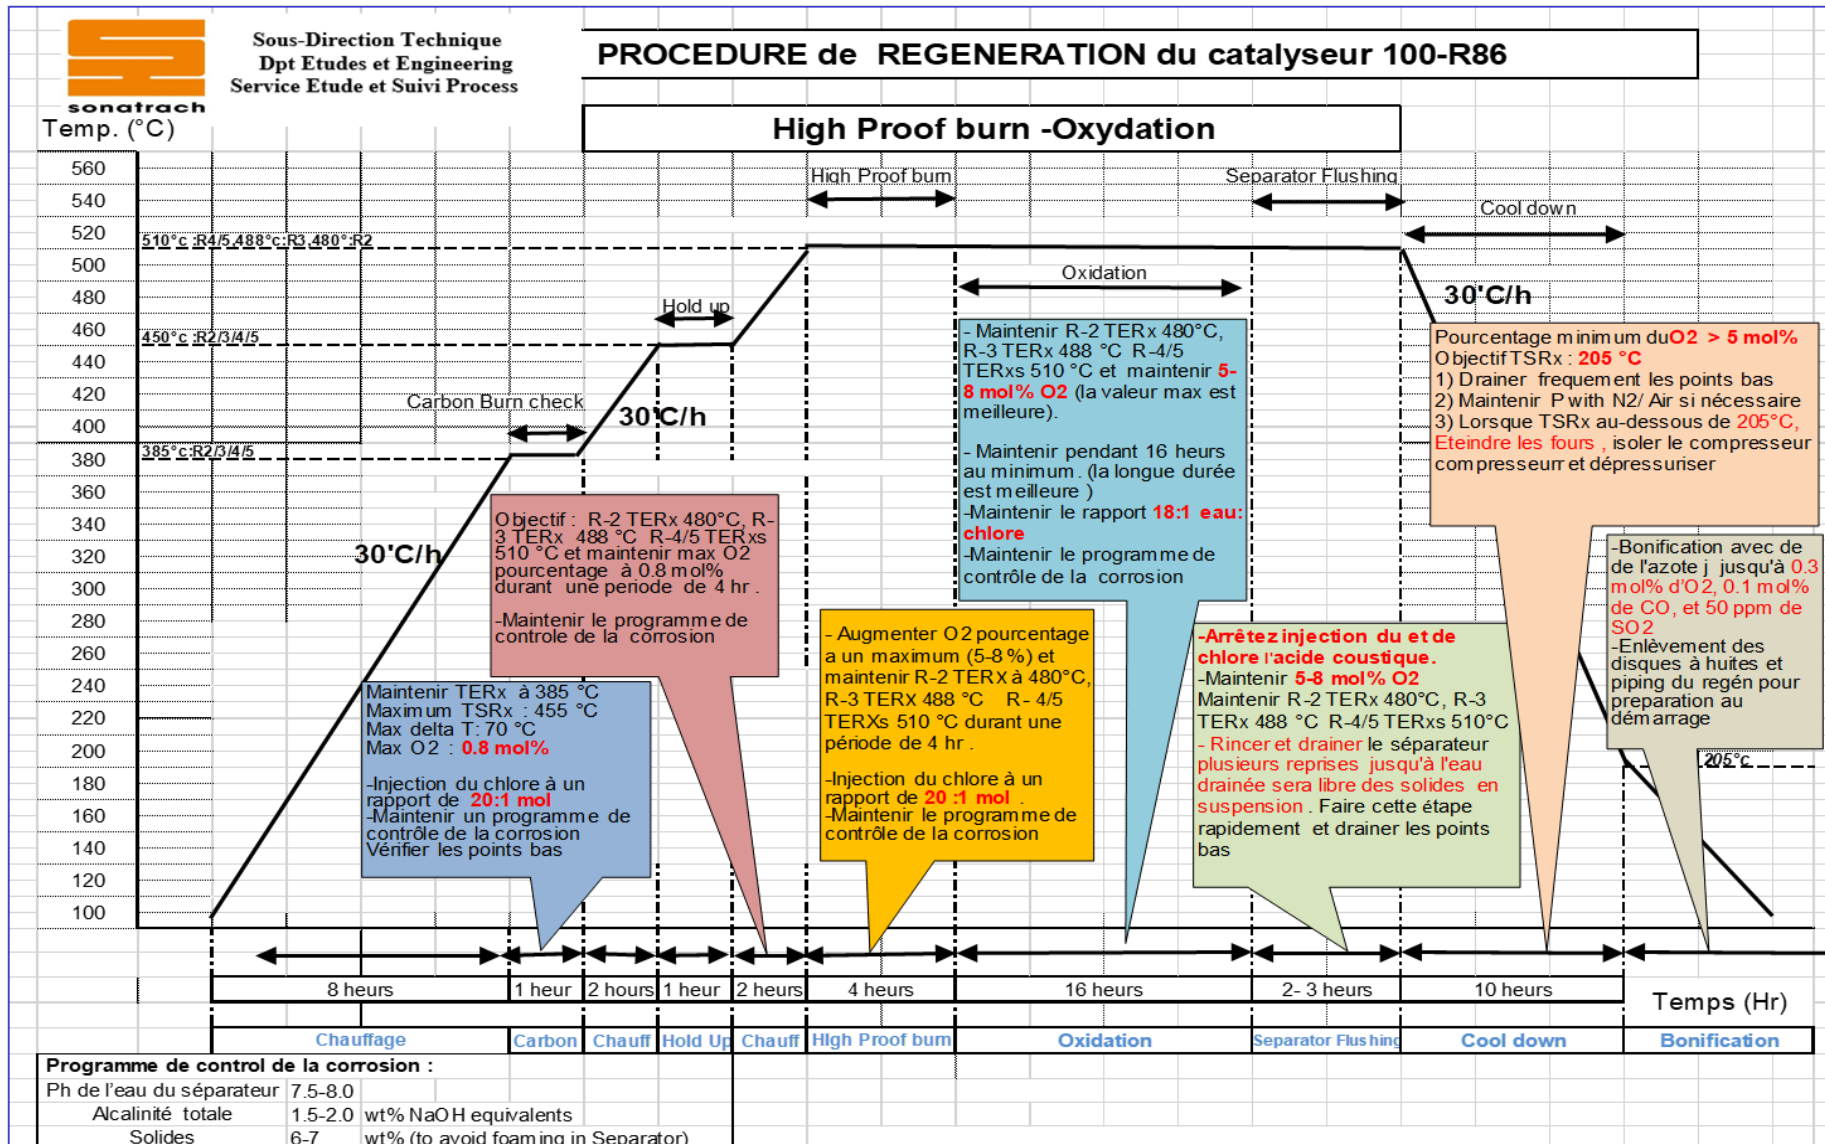 sonatrach
Sous-Direction Technique
Dpt Etudes et Engineering
Service Etude et Suivi Process
PROCEDURE de REGENERATION du catalyseur 100-R86
High Proof burn -Oxydation
Temp. (°C)
560
540
520
500
480
460
440
420
400
380
360
340
320
300
280
260
240
220
200
180
160
140
120
100
High Proof burn
Separator Flushing
Cool down
510°c :R4/5,488°c:R3,480°:R2
Oxidation
Hold up
450°c :R2/3/4/5
Carbon Burn check
385°c:R2/3/4/5
30'C/h
30'C/h
30'C/h
205°c
Maintenir TERx à 385 °C
Maximum TSRx : 455 °C
Max delta T: 70 °C
Max O2 : 0.8 mol%
-Injection du chlore à un
rapport de 20:1 mol
-Maintenir un programme de
contrôle de la corrosion
Vérifier les points bas
Objectif : R-2 TERx 480°C, R-
3 TERx 488 °C R-4/5 TERxs
510 °C et maintenir max O2
pourcentage à 0.8 mol%
durant une periode de 4 hr .
-Maintenir le programme de
controle de la corrosion
- Augmenter O2 pourcentage
a un maximum (5-8%) et
maintenir R-2 TERx à 480°C,
R-3 TERX 488 °C R- 4/5
TERXs 510 °C durant une
période de 4 hr .
-Injection du chlore à un
rapport de 20 :1 mol .
-Maintenir le programme de
contrôle de la corrosion
- Maintenir R-2 TERx 480°C,
R-3 TERx 488 °C R-4/5
TERxs 510 °C et maintenir 5-
8 mol% O2 (la valeur max est
meilleure).
- Maintenir pendant 16 heurs
au minimum. (la longue durée
est meilleure )
-Maintenir le rapport 18:1 eau:
chlore
-Maintenir le programme de
contrôle de la corrosion
-Arrêtez injection du et de
chlore l'acide coustique.
-Maintenir 5-8 mol% O2
Maintenir R-2 TERx 480°C, R-3
TERx 488 °C R-4/5 TERxs 510°C
- Rincer et drainer le séparateur
plusieurs reprises jusqu'à l'eau
drainée sera libre des solides en
suspension . Faire cette étape
rapidement et drainer les points
bas
Pourcentage minimum du O2 > 5 mol%
Objectif TSRx : 205 °C
1) Drainer frequement les points bas
2) Maintenir P with N2/ Air si nécessaire
3) Lorsque TSRx au-dessous de 205°C,
Eteindre les fours , isoler le compresseur
compresseurr et dépressuriser
-Bonification avec de
de l'azote j jusqu'à 0.3
mol% d'O2, 0.1 mol%
de CO, et 50 ppm de
SO2
-Enlèvement des
disques à huites et
piping du regén pour
preparation au
démarrage
8 heurs
1 heur
2 hours
1 heur
2 heurs
4 heurs
16 heurs
2- 3 heurs
10 heurs
Temps (Hr)
Chauffage
Carbon
Chauff
Hold Up
Chauff
HIgh Proof burn
Oxidation
Separator Flushing
Cool down
Bonification
Programme de control de la corrosion :
Ph de l'eau du séparateur 7.5-8.0
Alcalinité totale 1.5-2.0 wt% NaOH equivalents
Solides 6-7 wt% (to avoid foaming in Separator)